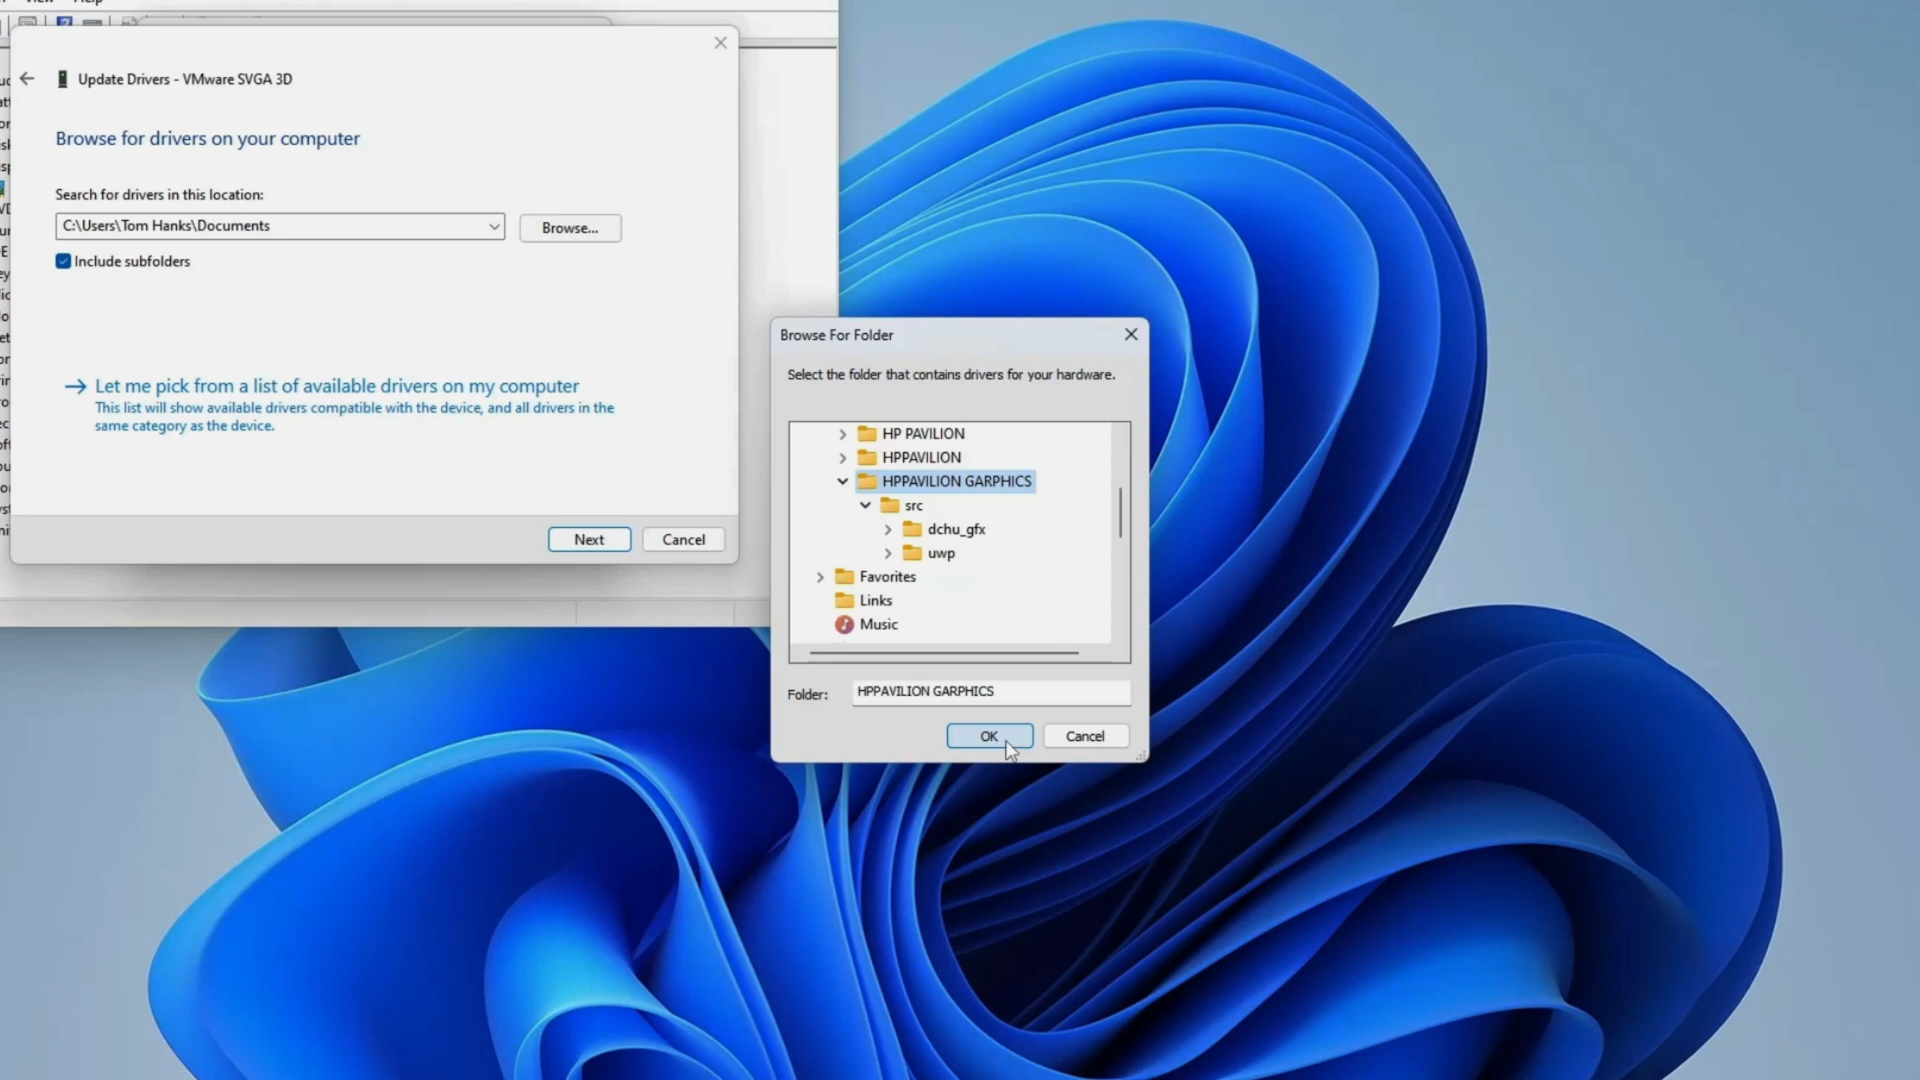 Update Drivers - VMware SVGA 3D
Browse for drivers on your computer
Search for drivers in this location:
C:\Users\Tom Hanks\Documents
Browse...
Include subfolders
Let me pick from a list of available drivers on my computer
This list will show available drivers compatible with the device, and all drivers in the
same category as the device.
Next
Cancel
Browse For Folder
Select the folder that contains drivers for your hardware.
HP PAVILION
HPPAVILION
HPPAVILION GARPHICS
src
dchu_gfx
uwp
Favorites
Links
Music
Folder:
HPPAVILION GARPHICS
OK
Cancel